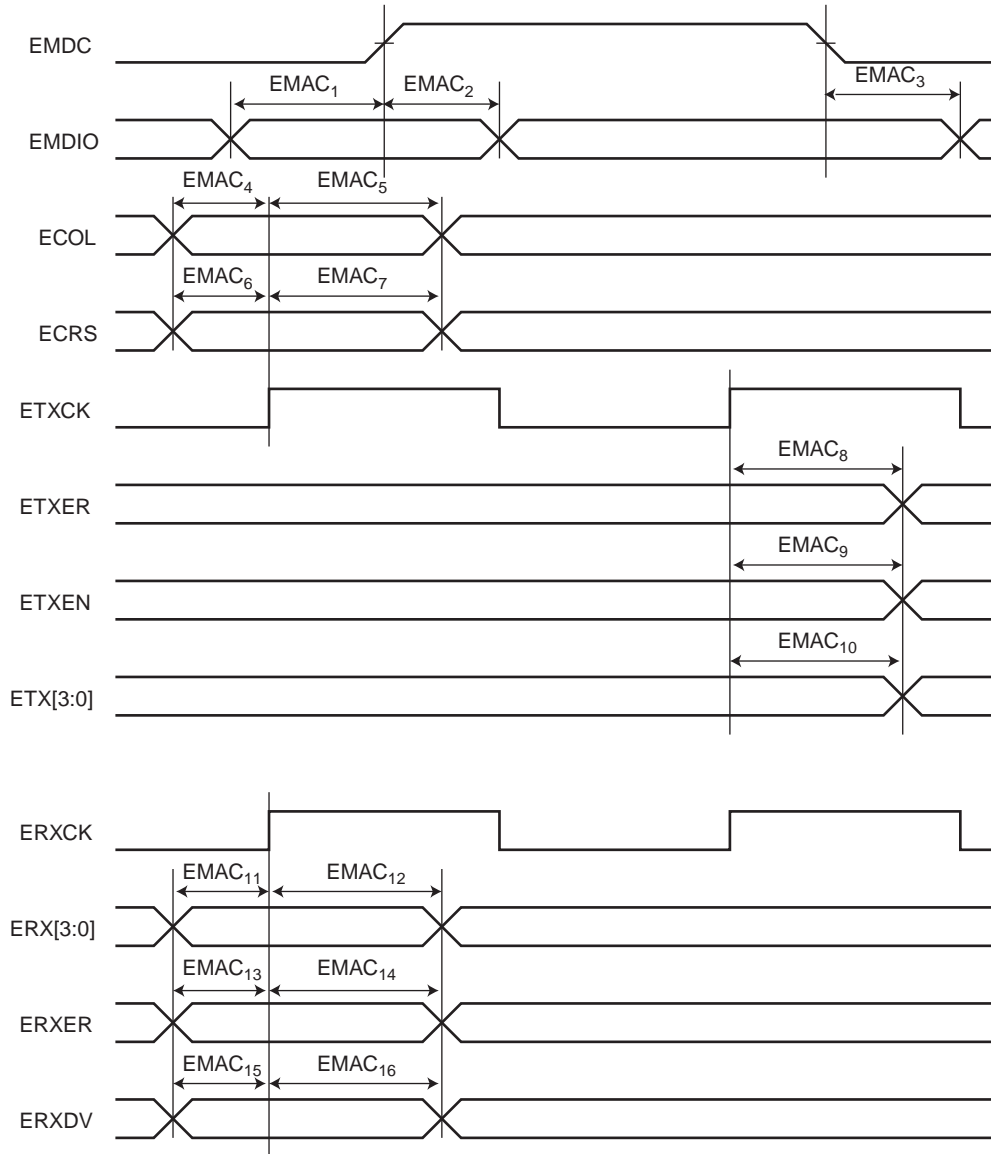 EMDC
EMAC₁ EMAC₂ EMAC₃
EMDIO
EMAC₄ EMAC₅
ECOL
EMAC₆ EMAC₇
ECRS
ETXCK
EMAC₈
ETXER
EMAC₉
ETXEN
EMAC₁₀
ETX[3:0]
ERXCK
EMAC₁₁ EMAC₁₂
ERX[3:0]
EMAC₁₃ EMAC₁₄
ERXER
EMAC₁₅ EMAC₁₆
ERXDV